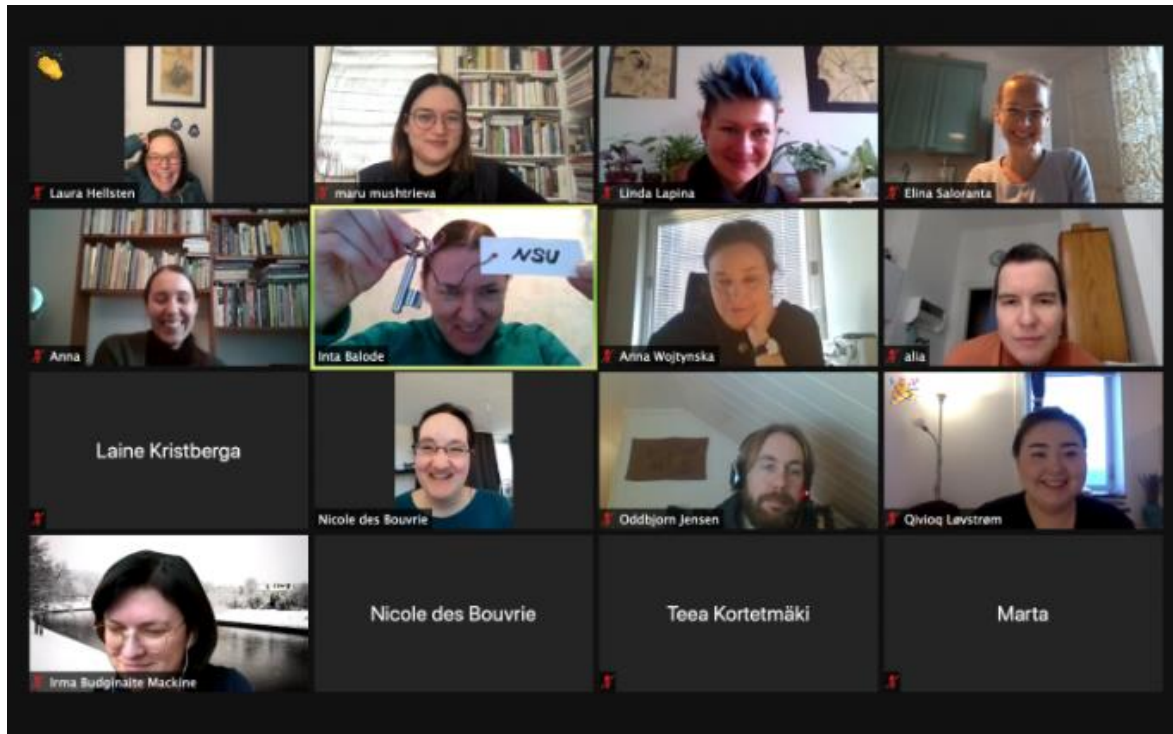 Laura Hellsten
maru mushtrieva
Linda Lapina
Elina Saloranta
Anna
NSU
Inta Balode
Anna Wojtynska
alia
Laine Kristberga
Nicole des Bouvrie
Oddbjorn Jensen
Qivioq Løvstrøm
Irma Budginaite Mackine
Nicole des Bouvrie
Teea Kortetmäki
Marta